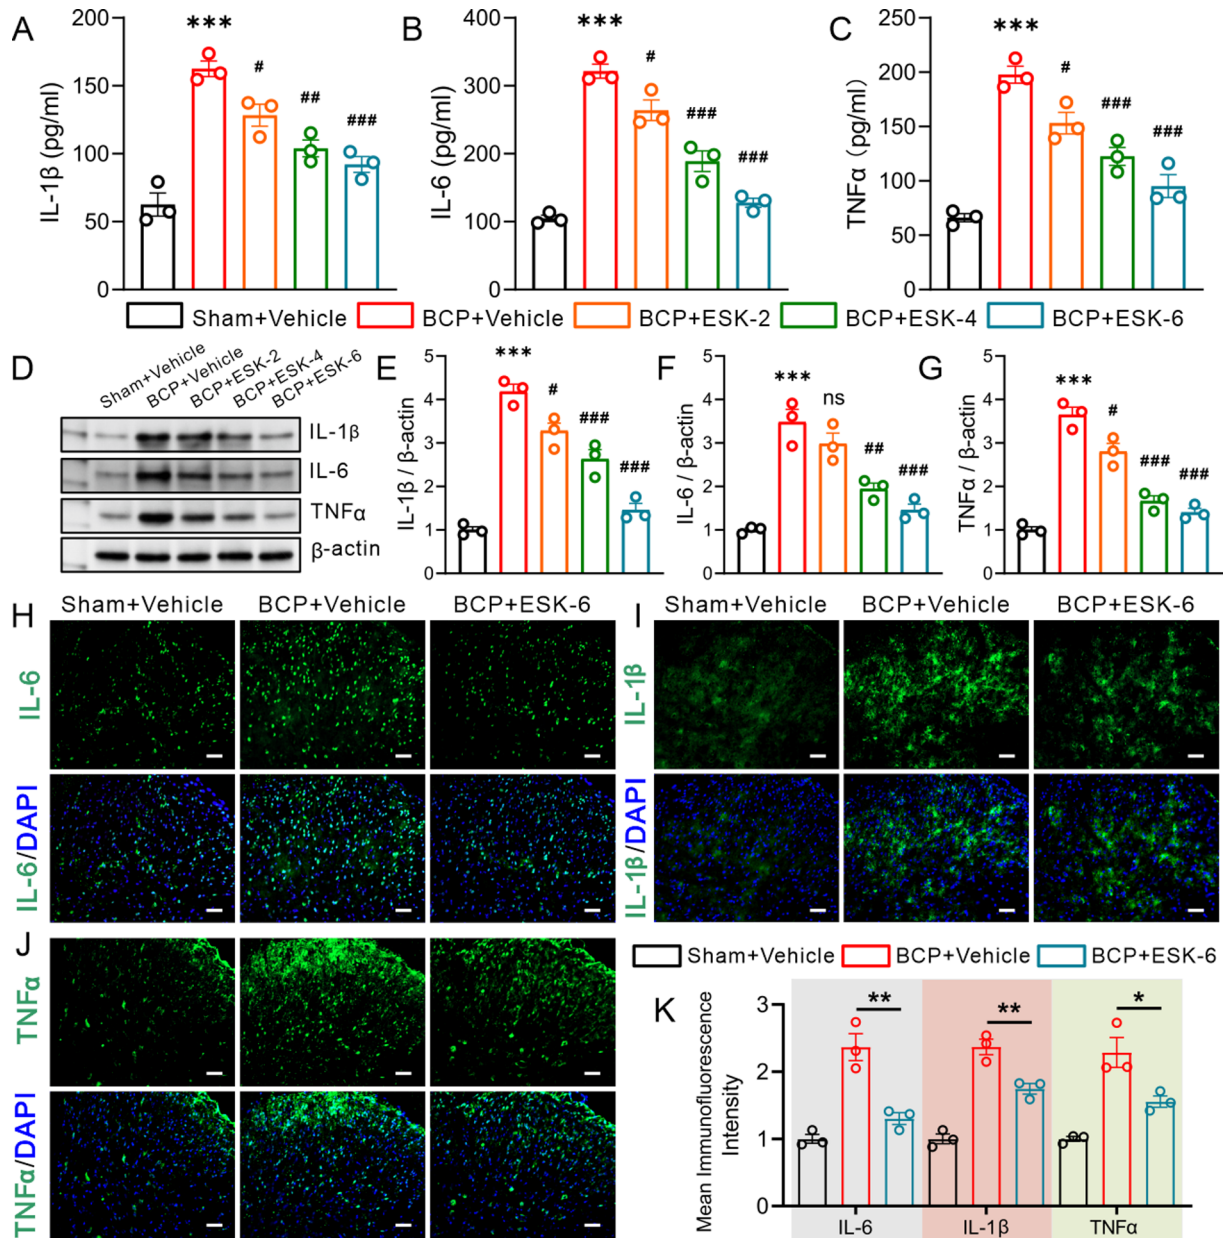 A
IL-1β (pg/ml)
200
150
100
50
0
***
#
##
###
B
IL-6 (pg/ml)
400
300
200
100
0
***
#
###
###
C
TNFα (pg/ml)
250
200
150
100
50
0
***
#
###
###
Sham+Vehicle BCP+Vehicle BCP+ESK-2 BCP+ESK-4 BCP+ESK-6
D
Sham+Vehicle
BCP+Vehicle
BCP+ESK-2
BCP+ESK-4
BCP+ESK-6
IL-1β
IL-6
TNFα
β-actin
E
IL-1β / β-actin
5
4
3
2
1
0
***
#
###
###
F
IL-6 / β-actin
5
4
3
2
1
0
***
ns
##
###
G
TNFα / β-actin
5
4
3
2
1
0
***
#
###
###
H
Sham+Vehicle BCP+Vehicle BCP+ESK-6
IL-6
IL-6/DAPI
I
Sham+Vehicle BCP+Vehicle BCP+ESK-6
IL-1β
IL-1β/DAPI
J
TNFα
TNFα/DAPI
Sham+Vehicle BCP+Vehicle BCP+ESK-6
K
Mean Immunofluorescence
Intensity
3
2
1
0
**
**
*
IL-6 IL-1β TNFα